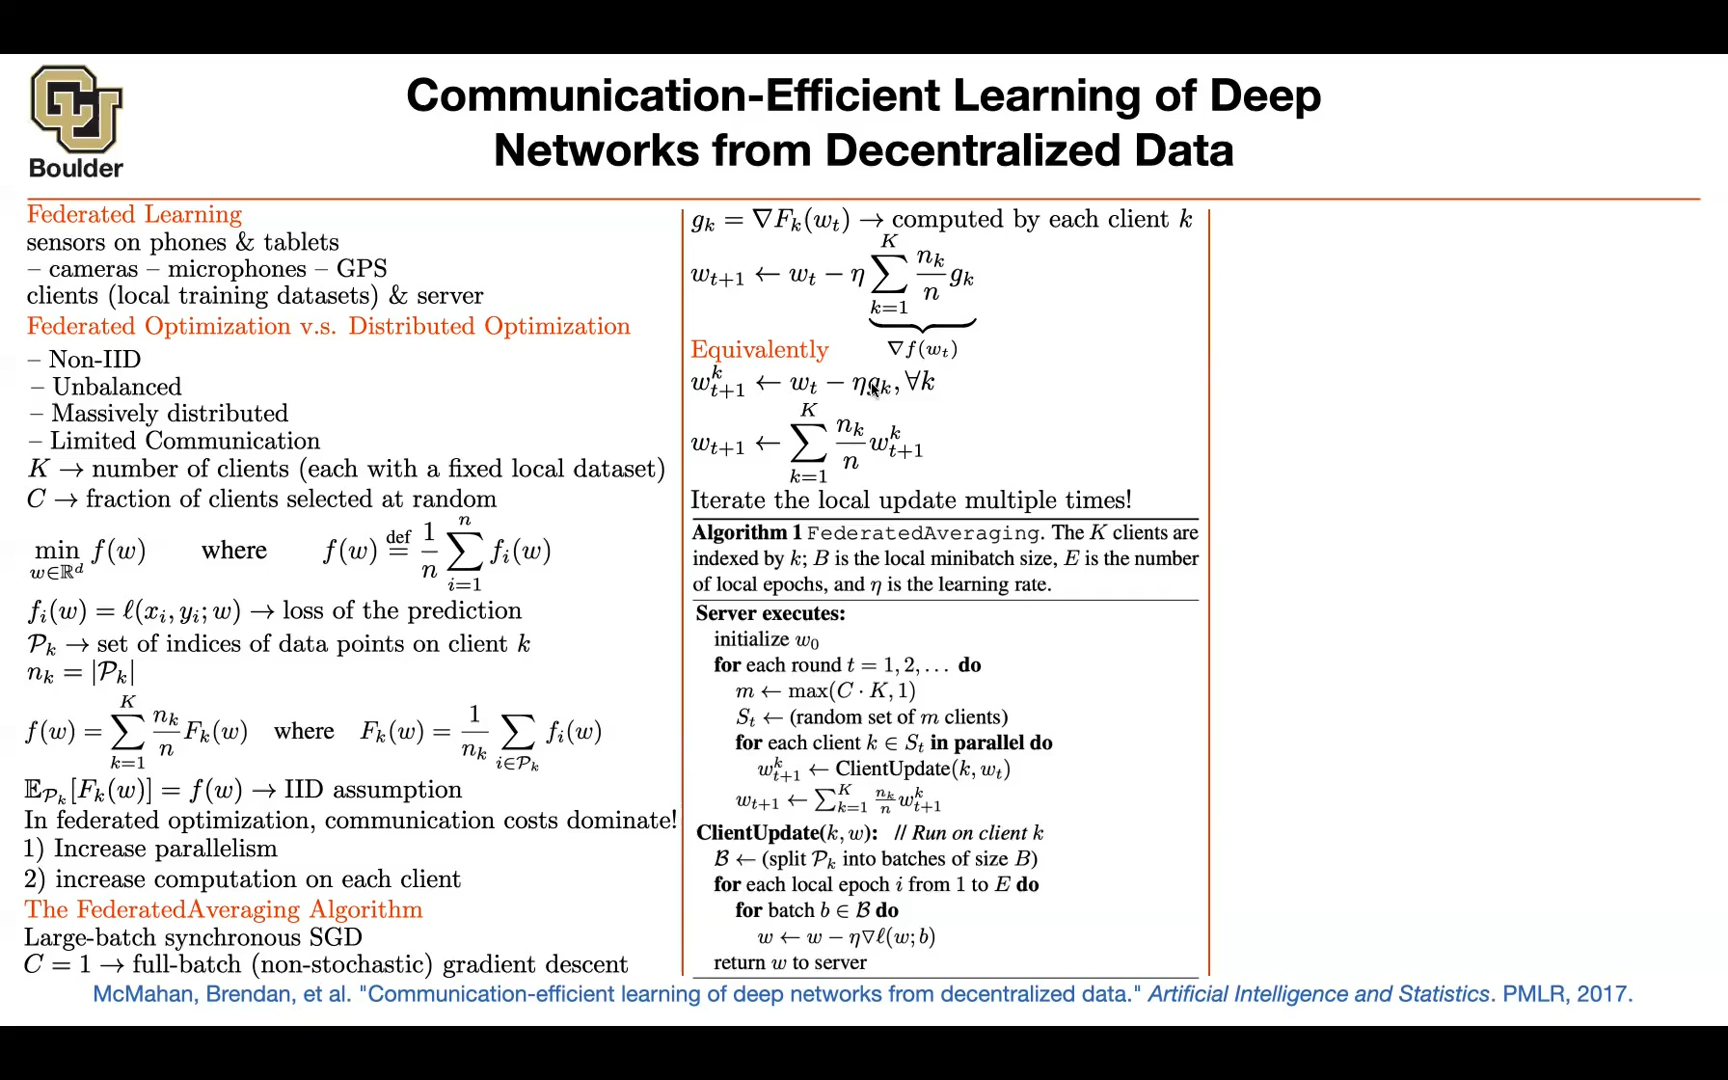 Boulder
Communication-Efficient Learning of Deep
Networks from Decentralized Data
Federated Learning
sensors on phones & tablets
– cameras – microphones – GPS
clients (local training datasets) & server
Federated Optimization v.s. Distributed Optimization
– Non-IID
– Unbalanced
– Massively distributed
– Limited Communication
K → number of clients (each with a fixed local dataset)
C → fraction of clients selected at random
min_{w∈ℝ^d} f(w) where f(w) \overset{def}{=} \frac{1}{n} ∑_{i=1}^{n} f_i(w)
f_i(w) = ℓ(x_i, y_i; w) → loss of the prediction
𝒫_k → set of indices of data points on client k
n_k = |𝒫_k|
f(w) = ∑_{k=1}^{K} \frac{n_k}{n} F_k(w) where F_k(w) = \frac{1}{n_k} ∑_{i∈𝒫_k} f_i(w)
𝔼_{𝒫_k}[F_k(w)] = f(w) → IID assumption
In federated optimization, communication costs dominate!
1) Increase parallelism
2) increase computation on each client
The FederatedAveraging Algorithm
Large-batch synchronous SGD
C = 1 → full-batch (non-stochastic) gradient descent
g_k = ∇F_k(w_t) → computed by each client k
w_{t+1} ← w_t − η ∑_{k=1}^{K} \frac{n_k}{n} g_k
∇f(w_t)
Equivalently
w_{t+1}^k ← w_t − ηg_k, ∀k
w_{t+1} ← ∑_{k=1}^{K} \frac{n_k}{n} w_{t+1}^k
Iterate the local update multiple times!
Algorithm 1 FederatedAveraging. The K clients are
indexed by k; B is the local minibatch size, E is the number
of local epochs, and η is the learning rate.
Server executes:
initialize w_0
for each round t = 1, 2, . . . do
m ← max(C · K, 1)
S_t ← (random set of m clients)
for each client k ∈ S_t in parallel do
w_{t+1}^k ← ClientUpdate(k, w_t)
w_{t+1} ← ∑_{k=1}^{K} \frac{n_k}{n} w_{t+1}^k
ClientUpdate(k, w): // Run on client k
ℬ ← (split 𝒫_k into batches of size B)
for each local epoch i from 1 to E do
for batch b ∈ ℬ do
w ← w − η∇ℓ(w; b)
return w to server
McMahan, Brendan, et al. "Communication-efficient learning of deep networks from decentralized data." Artificial Intelligence and Statistics. PMLR, 2017.